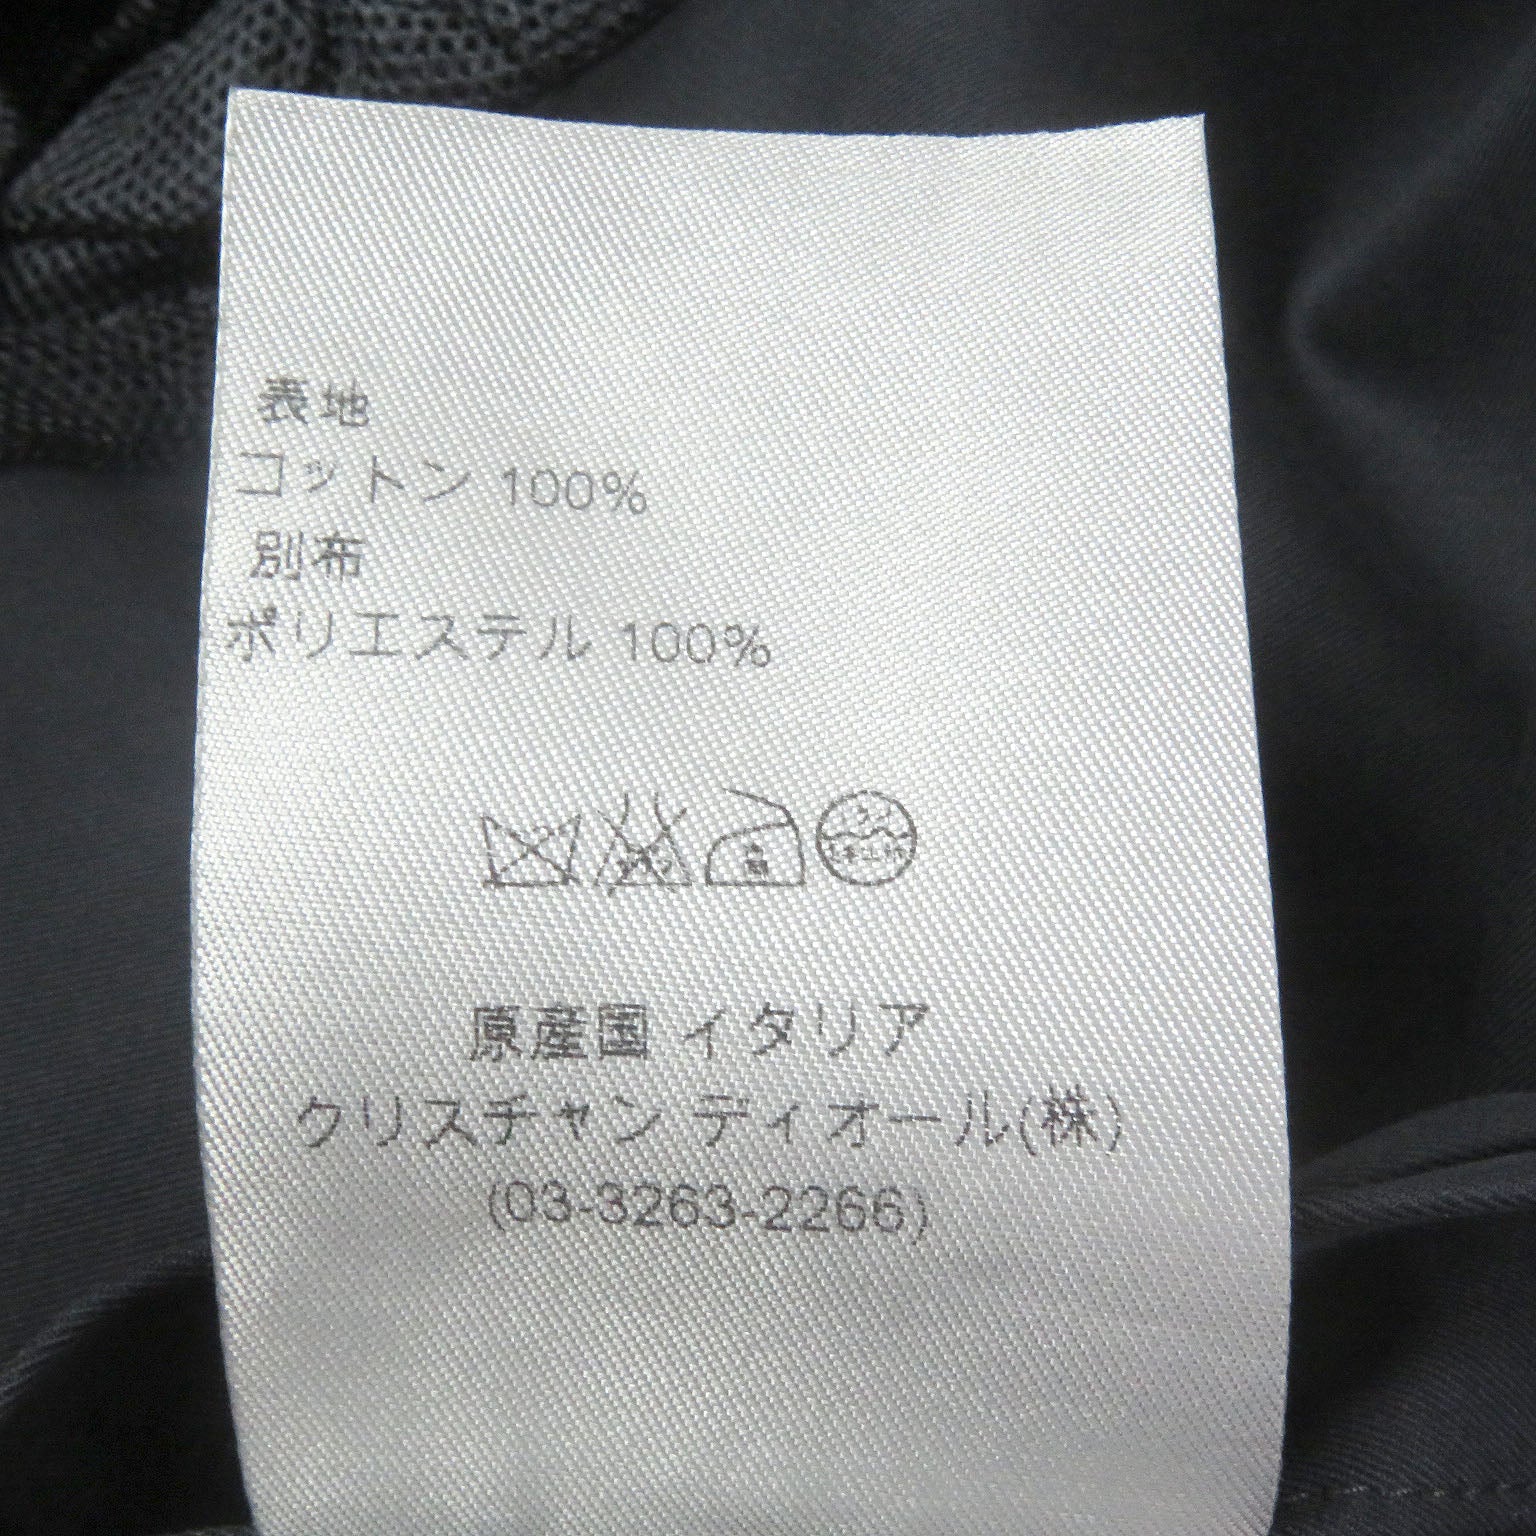 表地
コットン 100%
別布
ポリエステル 100%
高
原産国 イタリア
クリスチャン ディオール(株)
(03-3263-2266)